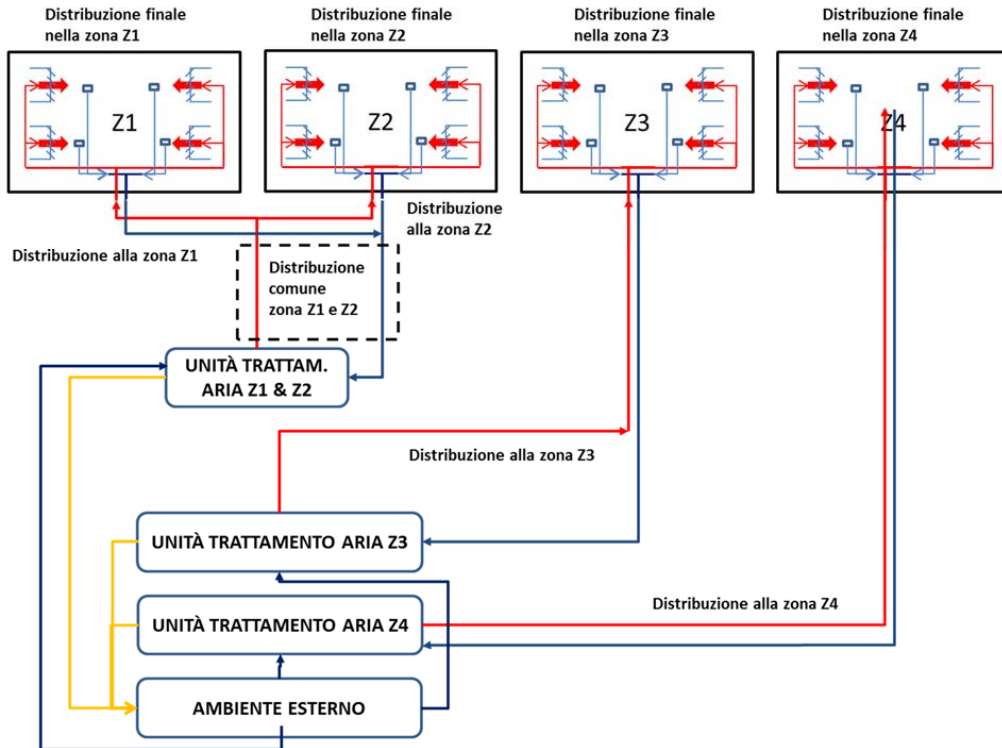 Distribuzione finale
nella zona Z1
Distribuzione finale
nella zona Z2
Distribuzione finale
nella zona Z3
Distribuzione finale
nella zona Z4
Z1
Z2
Z3
Z4
Distribuzione alla zona Z1
Distribuzione
alla zona Z2
Distribuzione
comune
zona Z1 e Z2
UNITÀ TRATTAM.
ARIA Z1 & Z2
Distribuzione alla zona Z3
UNITÀ TRATTAMENTO ARIA Z3
Distribuzione alla zona Z4
UNITÀ TRATTAMENTO ARIA Z4
AMBIENTE ESTERNO